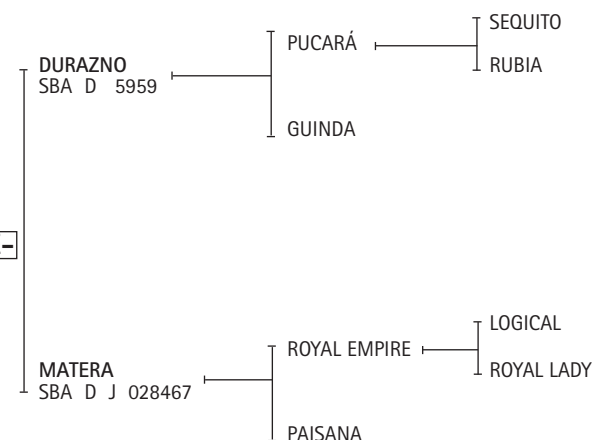 SEQUITO
PUCARÁ
RUBIA
DURAZNO
SBA D 5959
GUINDA
LOGICAL
ROYAL EMPIRE
ROYAL LADY
MATERA
SBA D J 028467
PAISANA